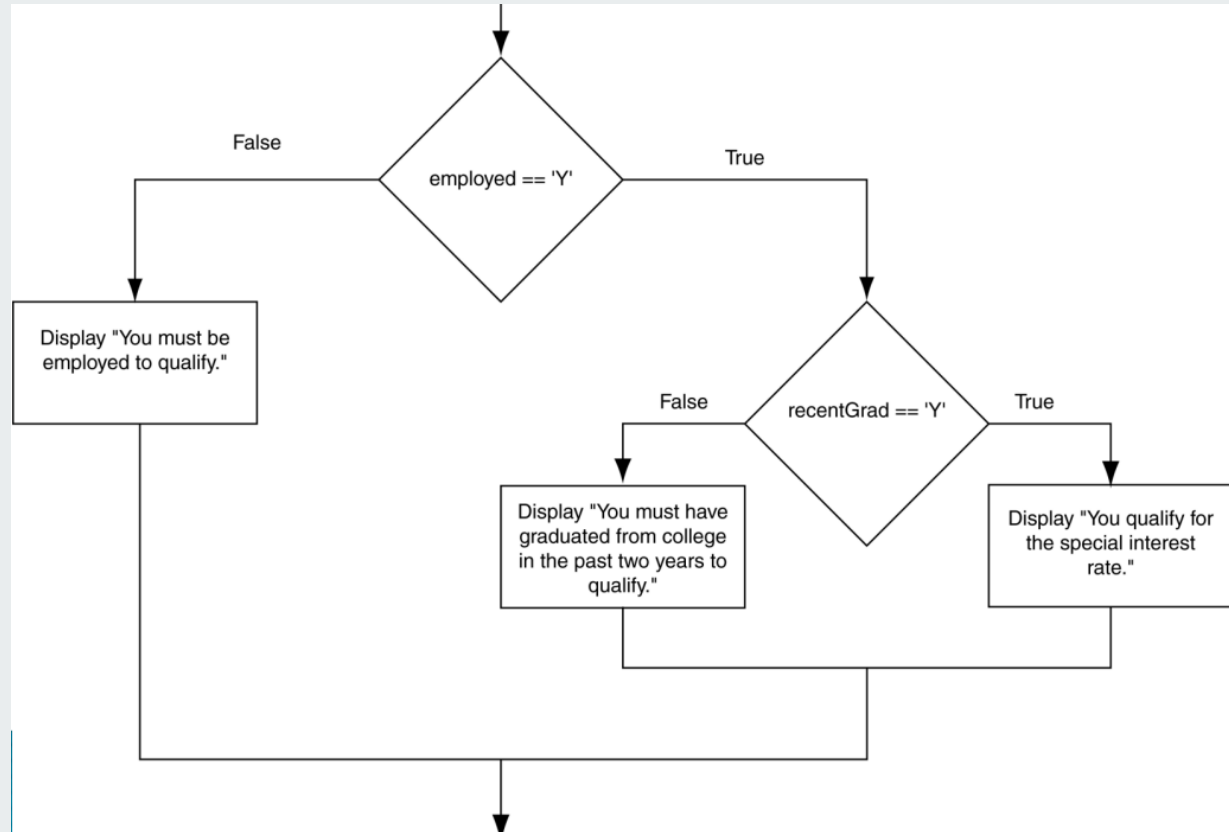 False
employed == 'Y'
True
Display "You must be
employed to qualify."
False
recentGrad == 'Y'
True
Display "You must have
graduated from college
in the past two years to
qualify."
Display "You qualify for
the special interest
rate."